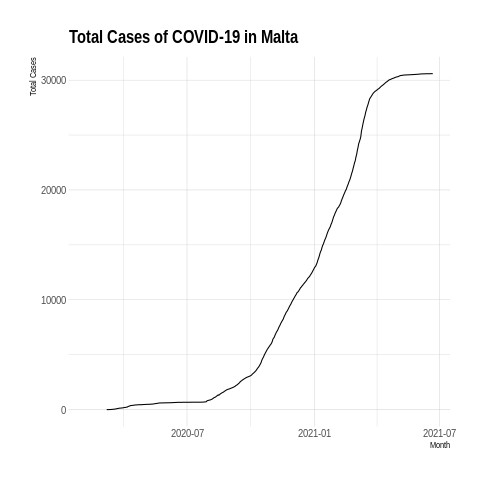 Total Cases of COVID-19 in Malta
Total Cases
30000
20000
10000
0
2020-07
2021-01
2021-07
Month